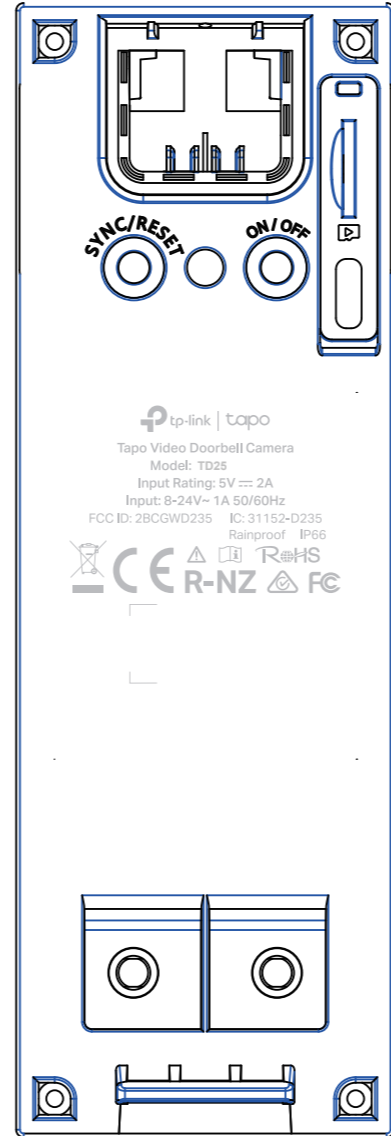 SYNC/RESET ON/OFF
tp-link | tapo
Tapo Video Doorbell Camera
Model: TD25
Input Rating: 5V ⎓ 2A
Input: 8-24V~ 1A 50/60Hz
FCC ID: 2BCGWD235 IC: 31152-D235
Rainproof IP66
CE RoHS
R-NZ FC